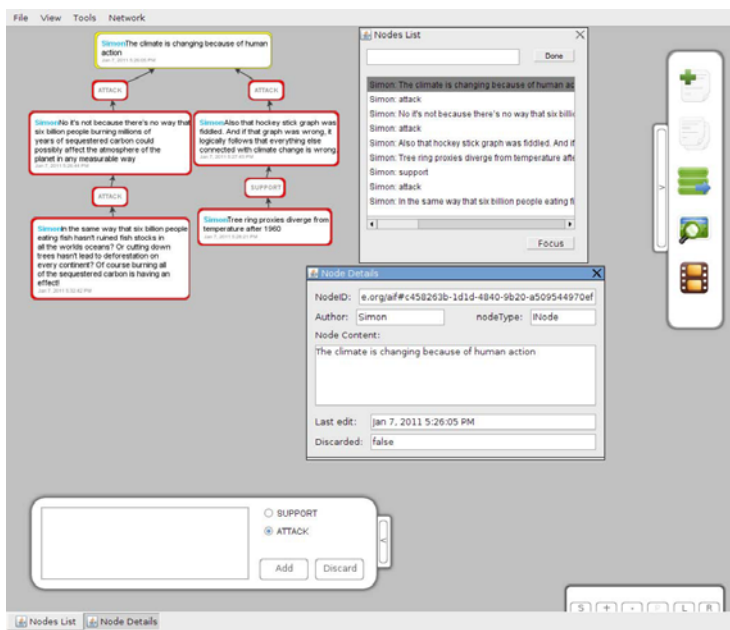 File View Tools Network
SimonThe climate is changing because of human
action
Jan 7, 2011 5:26:05 PM
ATTACK
ATTACK
SimonNo it's not because there's no way that
six billion people burning millions of
years of sequestered carbon could
possibly affect the atmosphere of the
planet in any measurable way
SimonAlso that hockey stick graph was
fiddled. And if that graph was wrong, it
logically follows that everything else
connected with climate change is wrong.
ATTACK
SUPPORT
SimonIn the same way that six billion people
eating fish hasn't ruined fish stocks in
all the worlds oceans? Or cutting down
trees hasn't lead to deforestation on
every continent? Of course burning all
of the sequestered carbon is having an
effect!
SimonTree ring proxies diverge from
temperature after 1960
Nodes List
Done
Simon: The climate is changing because of human ac
Simon: attack
Simon: No it's not because there's no way that six billi
Simon: attack
Simon: Also that hockey stick graph was fiddled. And if
Simon: Tree ring proxies diverge from temperature afte
Simon: support
Simon: attack
Simon: In the same way that six billion people eating fi
Focus
Node Details
NodeID: e.org/aif#c458263b-1d1d-4840-9b20-a509544970ef
Author: Simon nodeType: INode
Node Content:
The climate is changing because of human action
Last edit: Jan 7, 2011 5:26:05 PM
Discarded: false
SUPPORT
ATTACK
Add Discard
S + - L R
Nodes List Node Details